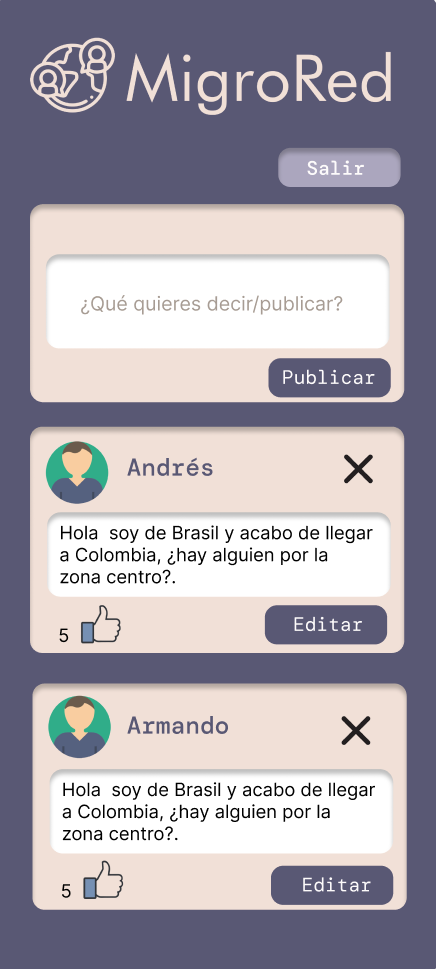 MigroRed
Salir
¿Qué quieres decir/publicar?
Publicar
Andrés
Hola  soy de Brasil y acabo de llegar
a Colombia, ¿hay alguien por la
zona centro?.
5
Editar
Armando
Hola  soy de Brasil y acabo de llegar
a Colombia, ¿hay alguien por la
zona centro?.
5
Editar